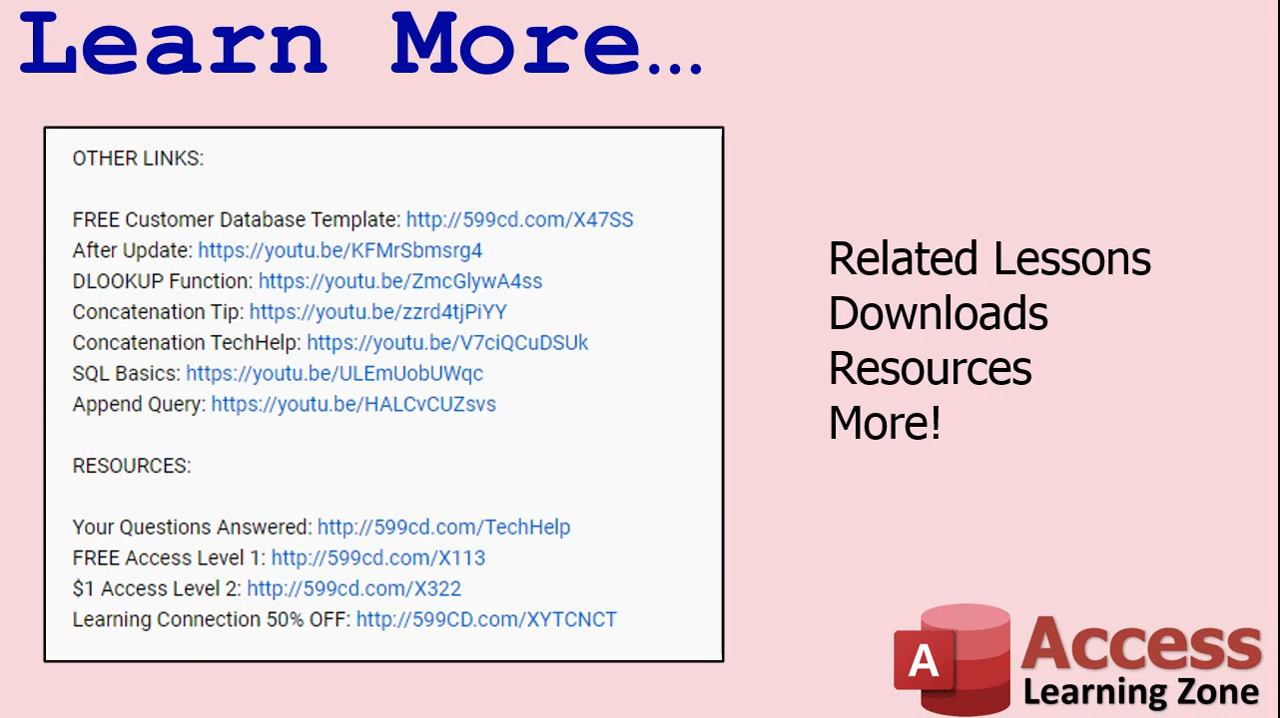 Learn More...
OTHER LINKS:
FREE Customer Database Template: http://599cd.com/X47SS
After Update: https://youtu.be/KFMrSbmsrg4
DLOOKUP Function: https://youtu.be/ZmcGlywA4ss
Concatenation Tip: https://youtu.be/zzrd4tjPiYY
Concatenation TechHelp: https://youtu.be/V7ciQCuDSUk
SQL Basics: https://youtu.be/ULEmUobUWqc
Append Query: https://youtu.be/HALCvCUZsvs
RESOURCES:
Your Questions Answered: http://599cd.com/TechHelp
FREE Access Level 1: http://599cd.com/X113
$1 Access Level 2: http://599cd.com/X322
Learning Connection 50% OFF: http://599CD.com/XYTCNCT
Related Lessons
Downloads
Resources
More!
A
Access
Learning Zone